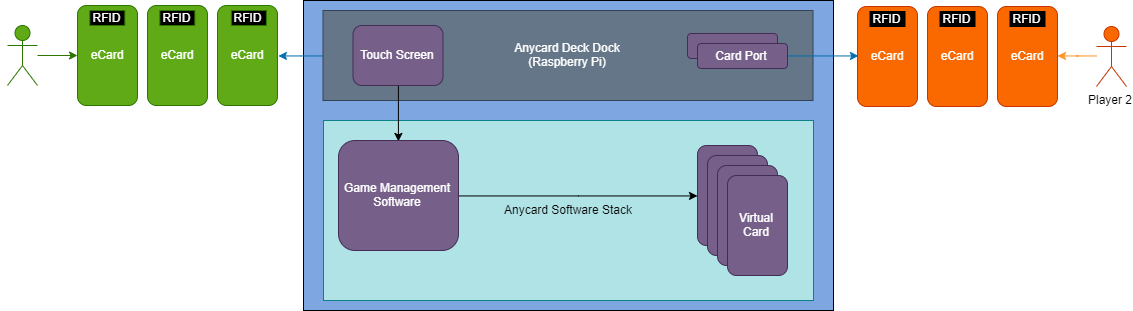 RFID
RFID
RFID
eCard
eCard
eCard
Touch Screen
Anycard Deck Dock
(Raspberry Pi)
Card Port
RFID
RFID
RFID
eCard
eCard
eCard
Player 2
Game Management
Software
Anycard Software Stack
Virtual
Card